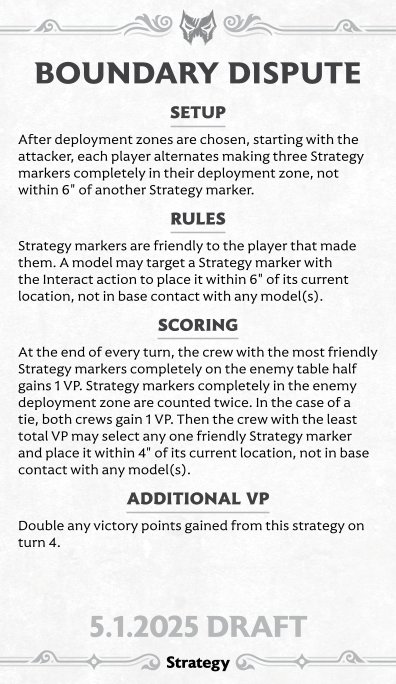 BOUNDARY DISPUTE
SETUP
After deployment zones are chosen, starting with the
attacker, each player alternates making three Strategy
markers completely in their deployment zone, not
within 6" of another Strategy marker.
RULES
Strategy markers are friendly to the player that made
them. A model may target a Strategy marker with
the Interact action to place it within 6" of its current
location, not in base contact with any model(s).
SCORING
At the end of every turn, the crew with the most friendly
Strategy markers completely on the enemy table half
gains 1 VP. Strategy markers completely in the enemy
deployment zone are counted twice. In the case of a
tie, both crews gain 1 VP. Then the crew with the least
total VP may select any one friendly Strategy marker
and place it within 4" of its current location, not in base
contact with any model(s).
ADDITIONAL VP
Double any victory points gained from this strategy on
turn 4.
5.1.2025 DRAFT
Strategy